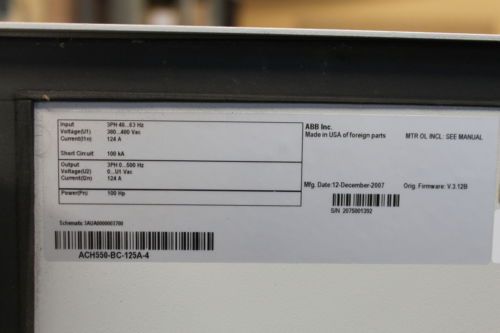 Input 3PH 48...63 Hz
Voltage(U1) 380...480 Vac
Current(I1n) 124 A
Short Circuit 100 kA
Output 3PH 0...500 Hz
Voltage(U2) 0...U1 Vac
Current(I2n) 124 A
Power(Pn) 100 Hp
Schematic 3AUA0000003700
ACH550-BC-125A-4
ABB Inc.
Made in USA of foreign parts
MTR OL INCL: SEE MANUAL
Mfg. Date:12-December-2007
Orig. Firmware: V.3.12B
S/N 2075001392